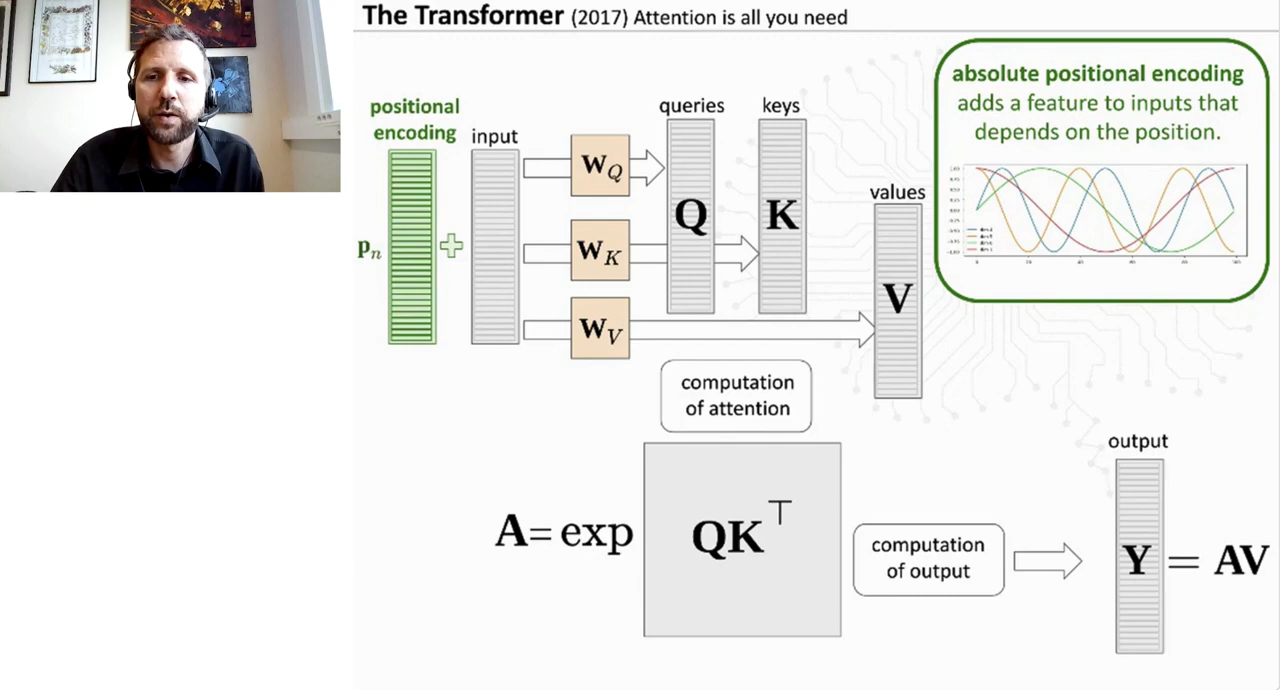 The Transformer (2017) Attention is all you need
positional
encoding
input
queries
keys
values
absolute positional encoding
adds a feature to inputs that
depends on the position.
W_Q
W_K
W_V
p_n
Q
K
V
computation
of attention
A= exp
QK^⊤
computation
of output
output
Y = AV